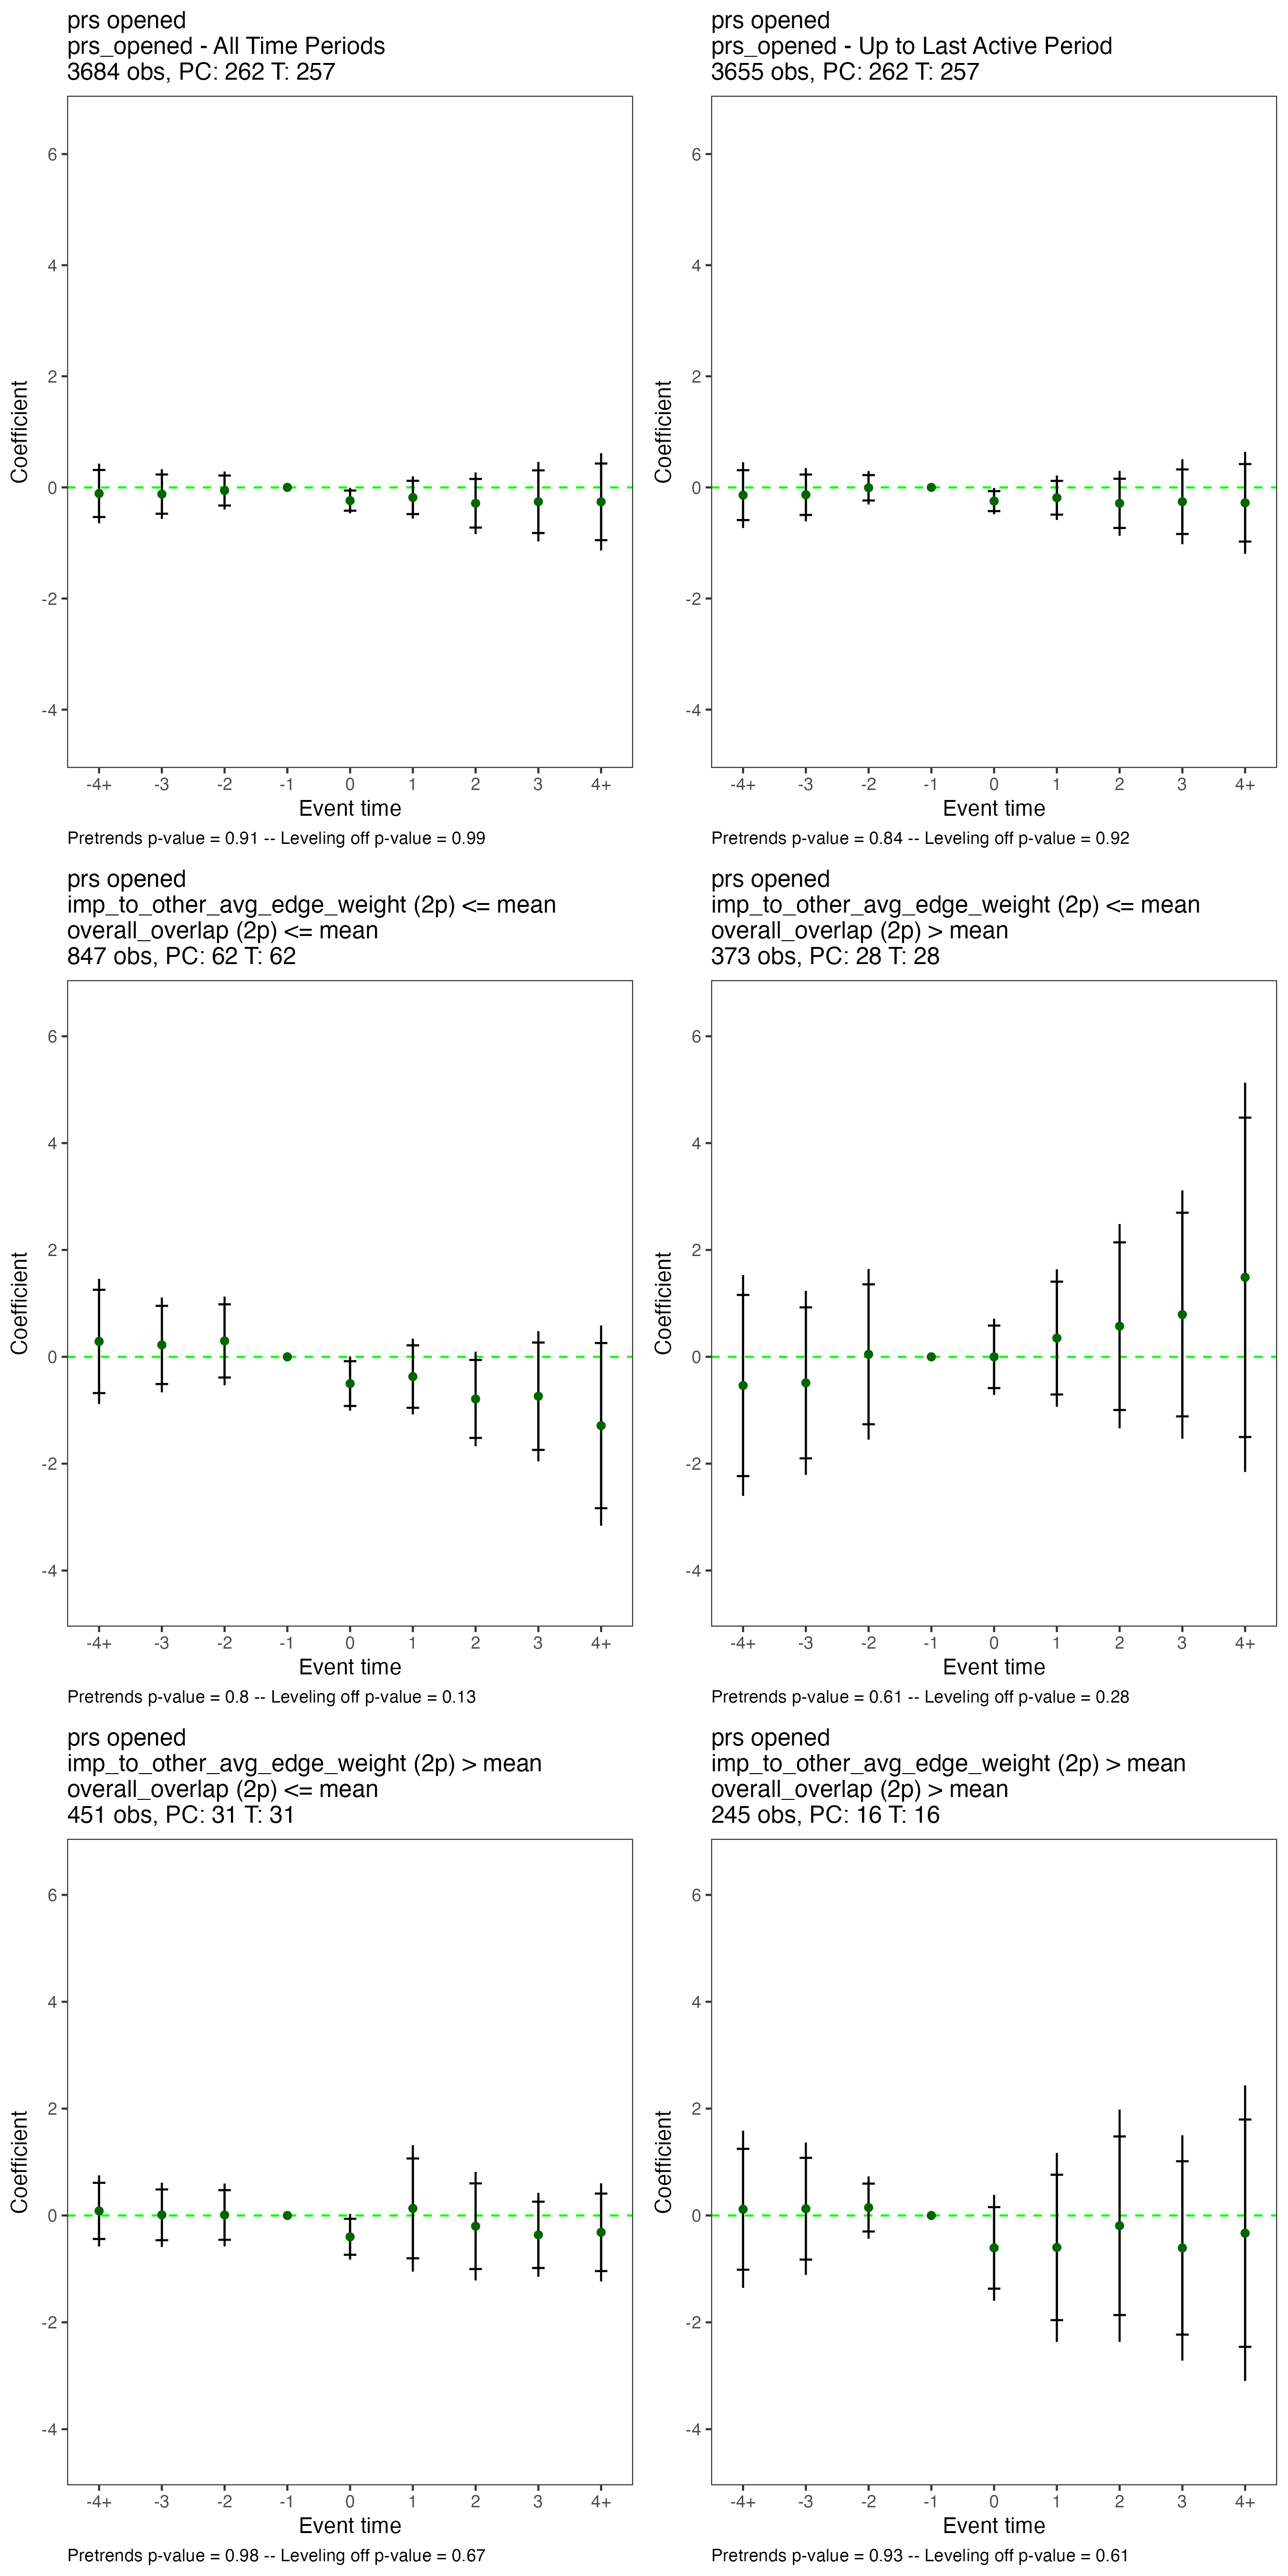 prs opened
prs_opened - All Time Periods
3684 obs, PC: 262 T: 257
6
4
2
0
-2
-4
Coefficient
-4+ -3 -2 -1 0 1 2 3 4+
Event time
Pretrends p-value = 0.91 -- Leveling off p-value = 0.99
prs opened
prs_opened - Up to Last Active Period
3655 obs, PC: 262 T: 257
6
4
2
0
-2
-4
Coefficient
-4+ -3 -2 -1 0 1 2 3 4+
Event time
Pretrends p-value = 0.84 -- Leveling off p-value = 0.92
prs opened
imp_to_other_avg_edge_weight (2p) <= mean
overall_overlap (2p) <= mean
847 obs, PC: 62 T: 62
6
4
2
0
-2
-4
Coefficient
-4+ -3 -2 -1 0 1 2 3 4+
Event time
Pretrends p-value = 0.8 -- Leveling off p-value = 0.13
prs opened
imp_to_other_avg_edge_weight (2p) <= mean
overall_overlap (2p) > mean
373 obs, PC: 28 T: 28
6
4
2
0
-2
-4
Coefficient
-4+ -3 -2 -1 0 1 2 3 4+
Event time
Pretrends p-value = 0.61 -- Leveling off p-value = 0.28
prs opened
imp_to_other_avg_edge_weight (2p) > mean
overall_overlap (2p) <= mean
451 obs, PC: 31 T: 31
6
4
2
0
-2
-4
Coefficient
-4+ -3 -2 -1 0 1 2 3 4+
Event time
Pretrends p-value = 0.98 -- Leveling off p-value = 0.67
prs opened
imp_to_other_avg_edge_weight (2p) > mean
overall_overlap (2p) > mean
245 obs, PC: 16 T: 16
6
4
2
0
-2
-4
Coefficient
-4+ -3 -2 -1 0 1 2 3 4+
Event time
Pretrends p-value = 0.93 -- Leveling off p-value = 0.61